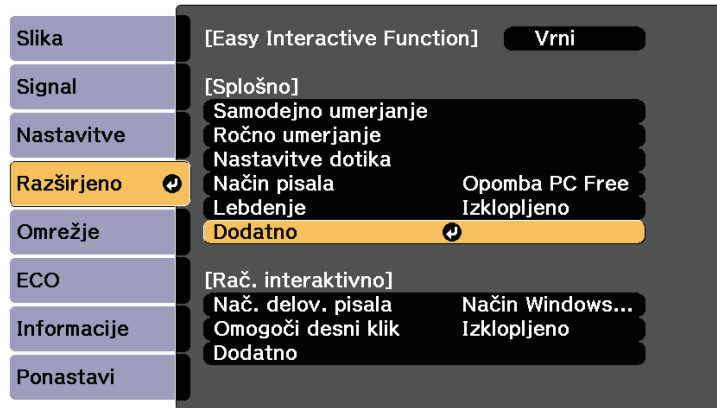 Slika
Signal
Nastavitve
Razširjeno
Omrežje
ECO
Informacije
Ponastavi
[Easy Interactive Function] Vrni
[Splošno]
Samodejno umerjanje
Ročno umerjanje
Nastavitve dotika
Način pisala Opomba PC Free
Lebdenje Izklopljeno
Dodatno
[Rač. interaktivno]
Nač. delov. pisala Način Windows...
Omogoči desni klik Izklopljeno
Dodatno